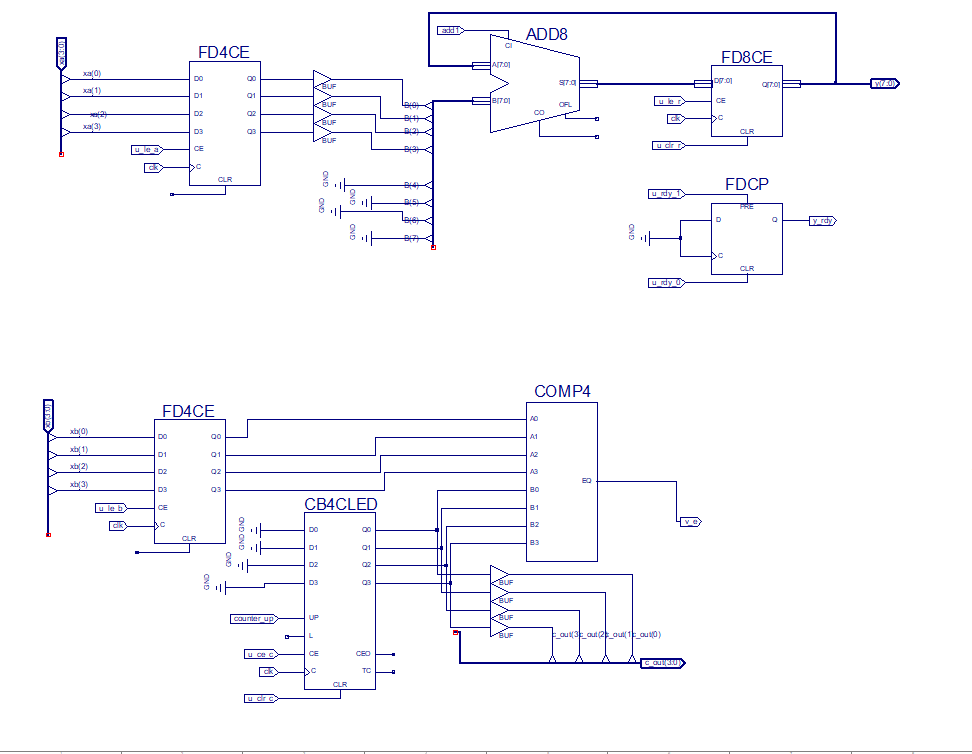 xa(3:0)
FD4CE
xa(0)
xa(1)
xa(2)
xa(3)
D0
D1
D2
D3
CE
C
CLR
Q0
Q1
Q2
Q3
u_le_a
clk
BUF
BUF
BUF
BUF
B(0)
B(1)
B(2)
B(3)
B(4)
B(5)
B(6)
B(7)
GND
GND
GND
GND
add1
ADD8
CI
A[7:0]
B[7:0]
S[7:0]
OFL
CO
FD8CE
D[7:0]
Q[7:0]
CE
C
CLR
u_le_r
clk
u_clr_r
y(7:0)
FDCP
u_rdy_1
PRE
D
Q
C
CLR
GND
u_rdy_0
y_rdy
xb(3:0)
FD4CE
xb(0)
xb(1)
xb(2)
xb(3)
D0
D1
D2
D3
CE
C
CLR
Q0
Q1
Q2
Q3
u_le_b
clk
COMP4
A0
A1
A2
A3
B0
B1
B2
B3
EQ
v_e
CB4CLED
GND
GND
GND
GND
D0
D1
D2
D3
UP
L
CE
C
CLR
Q0
Q1
Q2
Q3
CEO
TC
counter_up
u_ce_c
clk
u_clr_c
BUF
BUF
BUF
BUF
c_out(3)
c_out(2)
c_out(1)
c_out(0)
c_out(3:0)